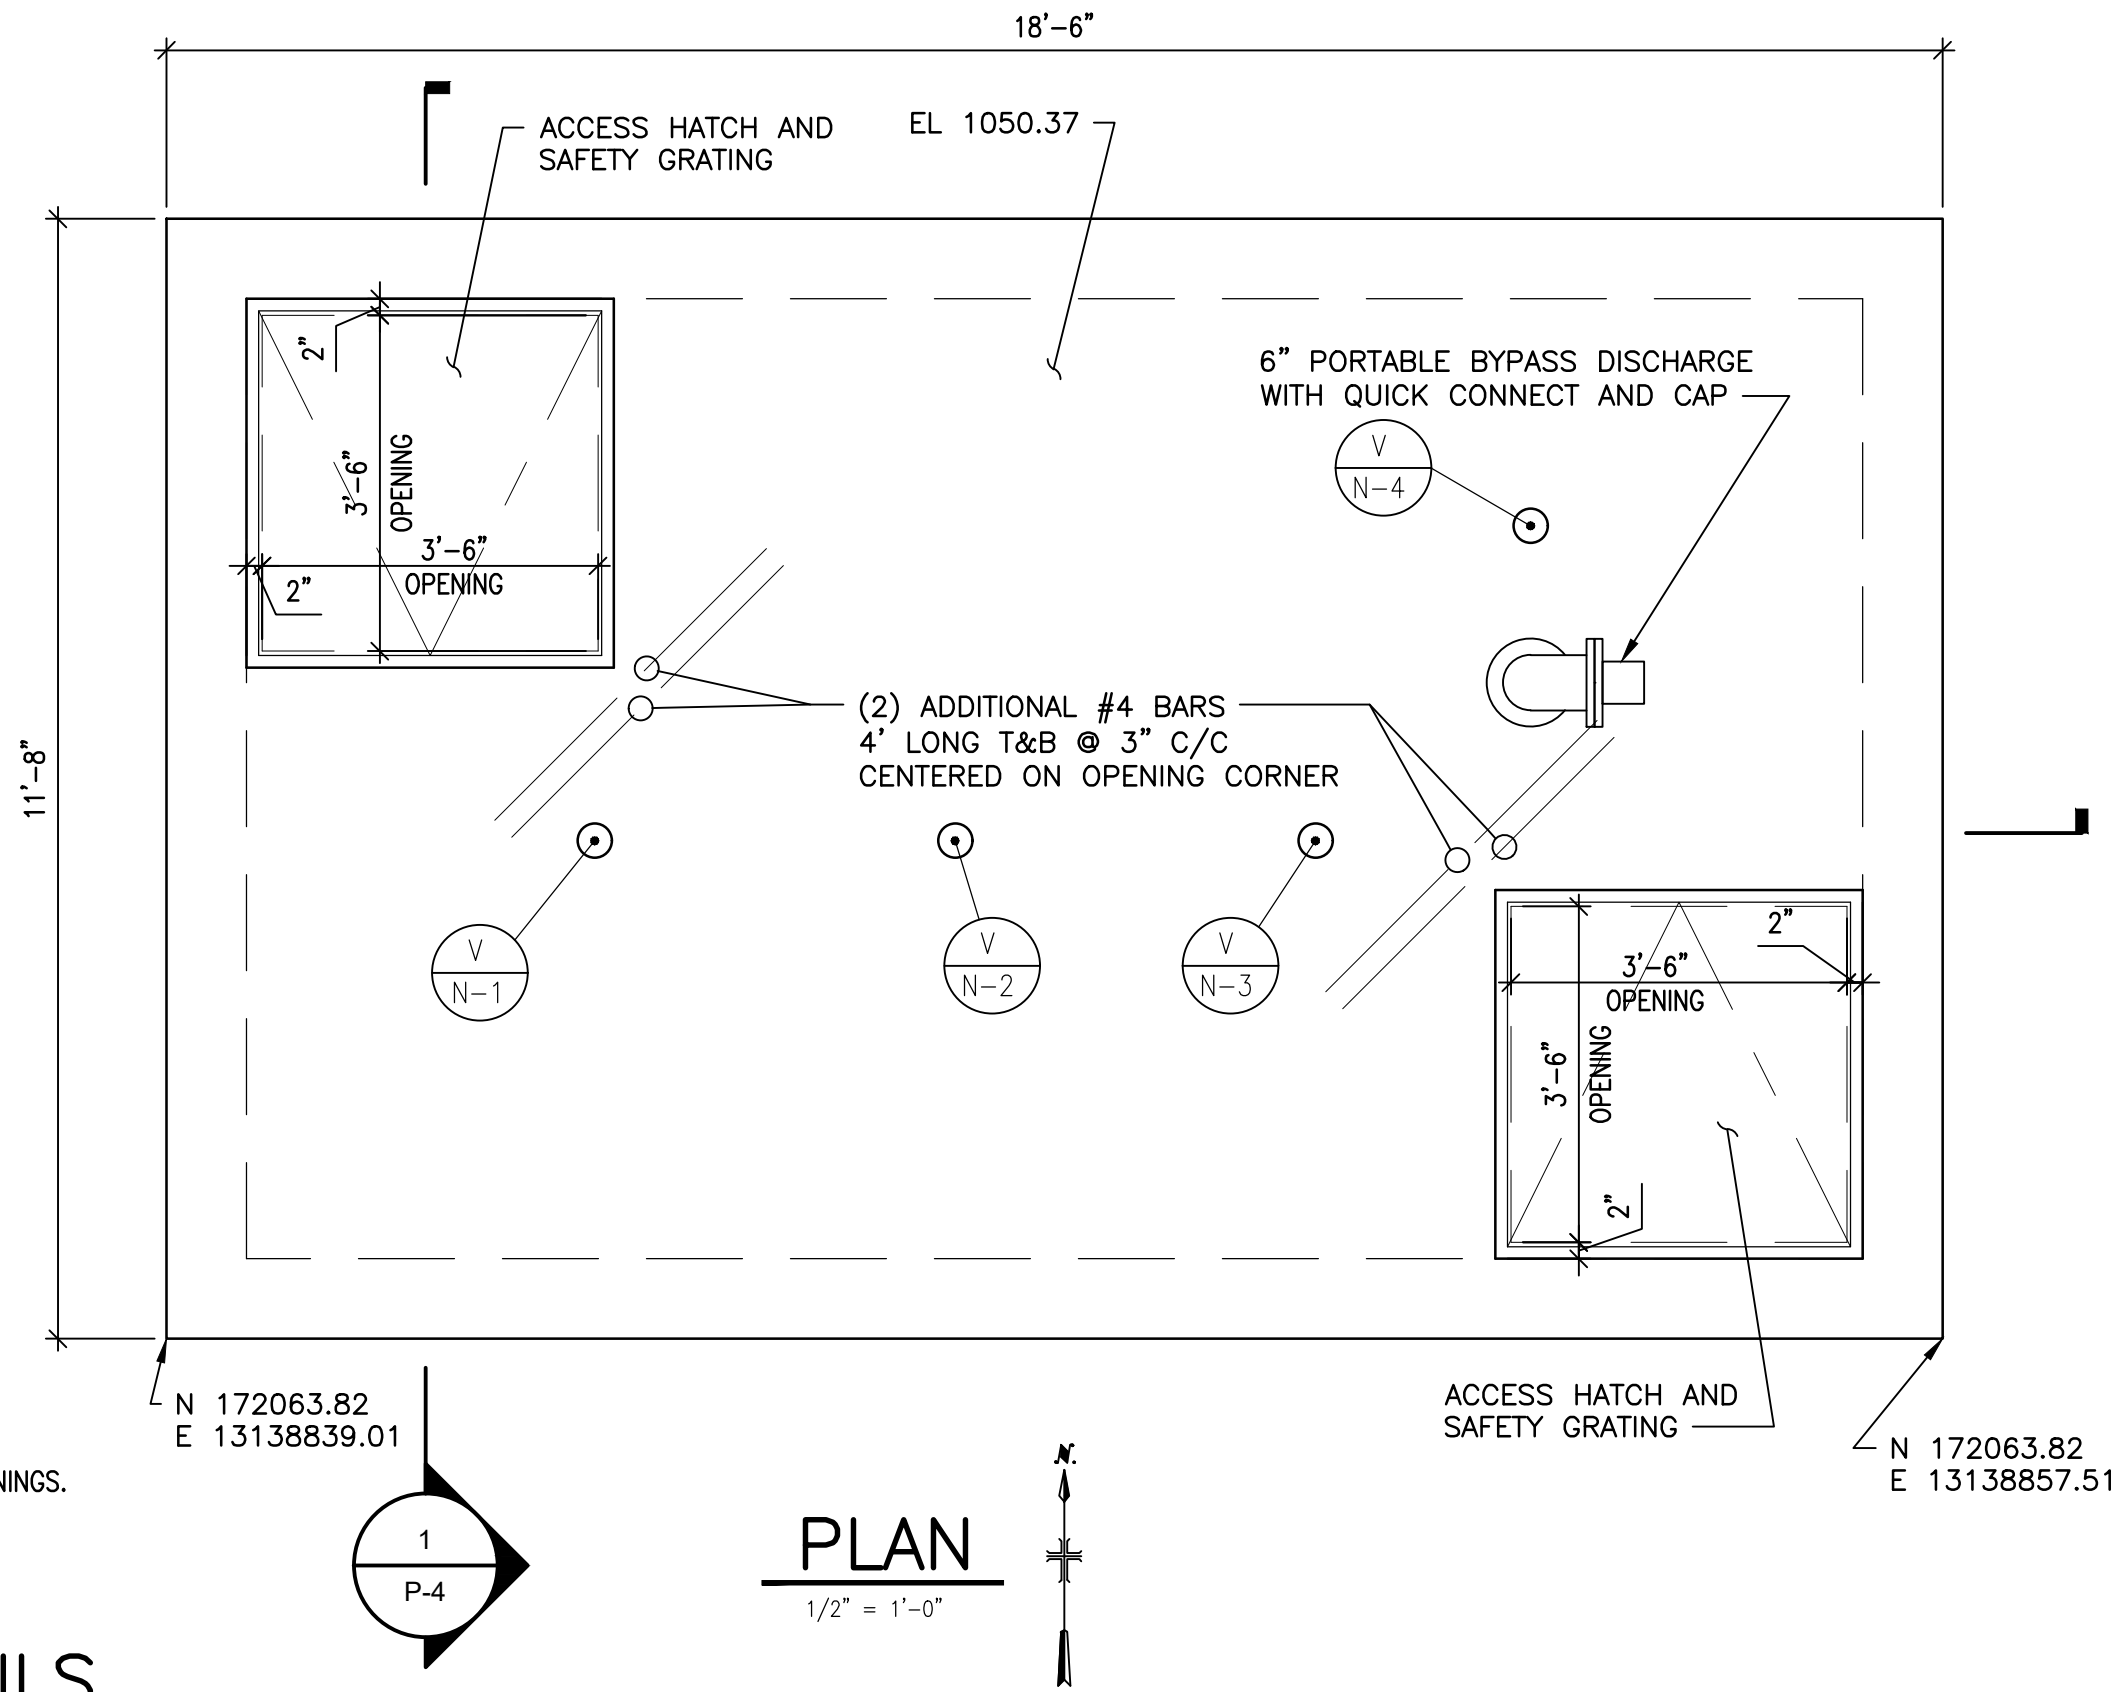 18'-6"
ACCESS HATCH AND
SAFETY GRATING
EL 1050.37
2"
3'-6"
OPENING
3'-6"
OPENING
2"
6" PORTABLE BYPASS DISCHARGE
WITH QUICK CONNECT AND CAP
V
N-4
11'-8"
(2) ADDITIONAL #4 BARS
4' LONG T&B @ 3" C/C
CENTERED ON OPENING CORNER
V
N-1
V
N-2
V
N-3
2"
3'-6"
OPENING
3'-6"
OPENING
2"
N 172063.82
E 13138839.01
ACCESS HATCH AND
SAFETY GRATING
N 172063.82
E 13138857.51
NINGS.
1
P-4
PLAN
1/2" = 1'-0"
N
ILS